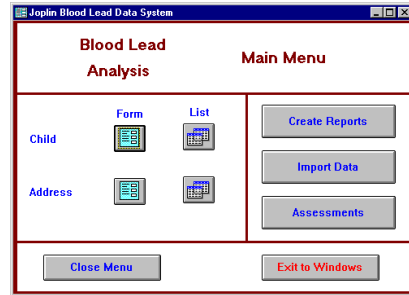 Joplin Blood Lead Data System
Blood Lead
Analysis
Main Menu
Form
List
Child
Address
Create Reports
Import Data
Assessments
Close Menu
Exit to Windows